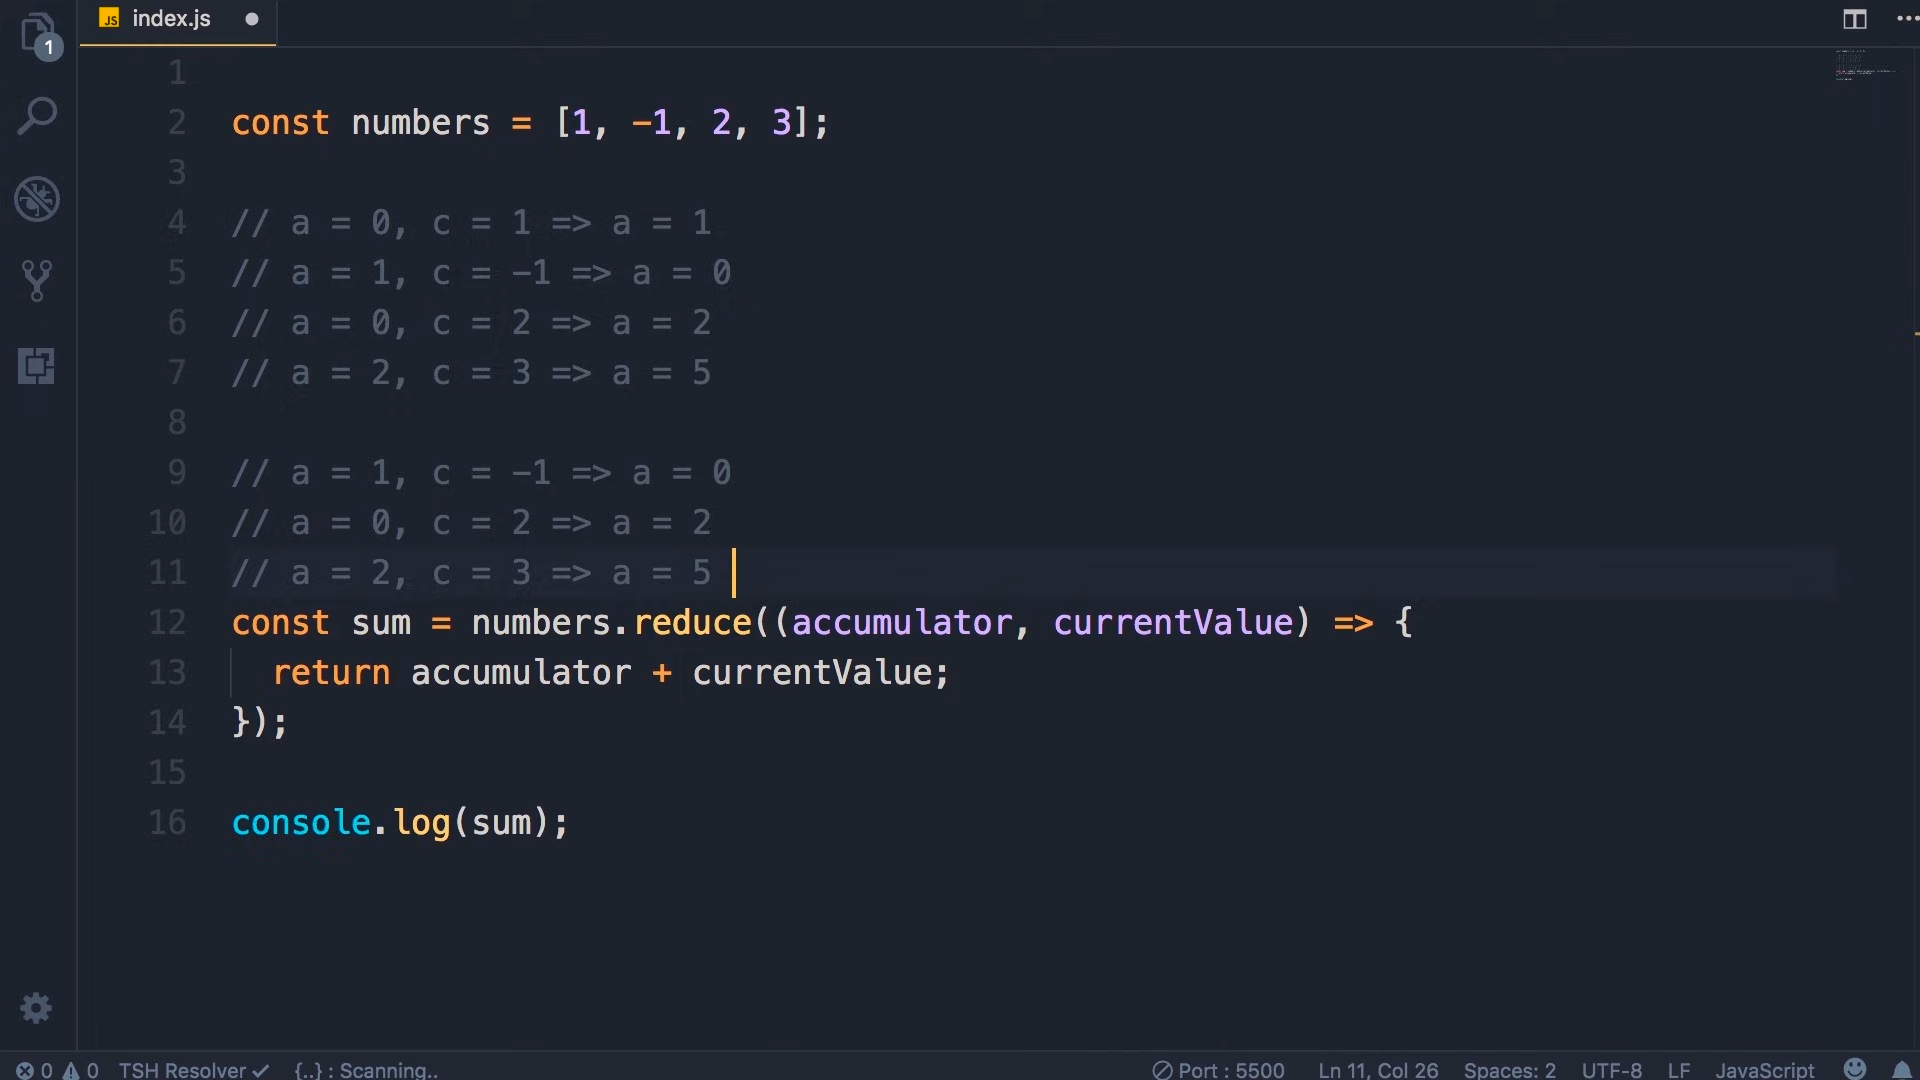 JS index.js
1
1
2 const numbers = [1, -1, 2, 3];
3
4 // a = 0, c = 1 => a = 1
5 // a = 1, c = -1 => a = 0
6 // a = 0, c = 2 => a = 2
7 // a = 2, c = 3 => a = 5
8
9 // a = 1, c = -1 => a = 0
10 // a = 0, c = 2 => a = 2
11 // a = 2, c = 3 => a = 5
12 const sum = numbers.reduce((accumulator, currentValue) => {
13 return accumulator + currentValue;
14 });
15
16 console.log(sum);
0 0 TSH Resolver ✓ {..} : Scanning.. Port : 5500 Ln 11, Col 26 Spaces: 2 UTF-8 LF JavaScript